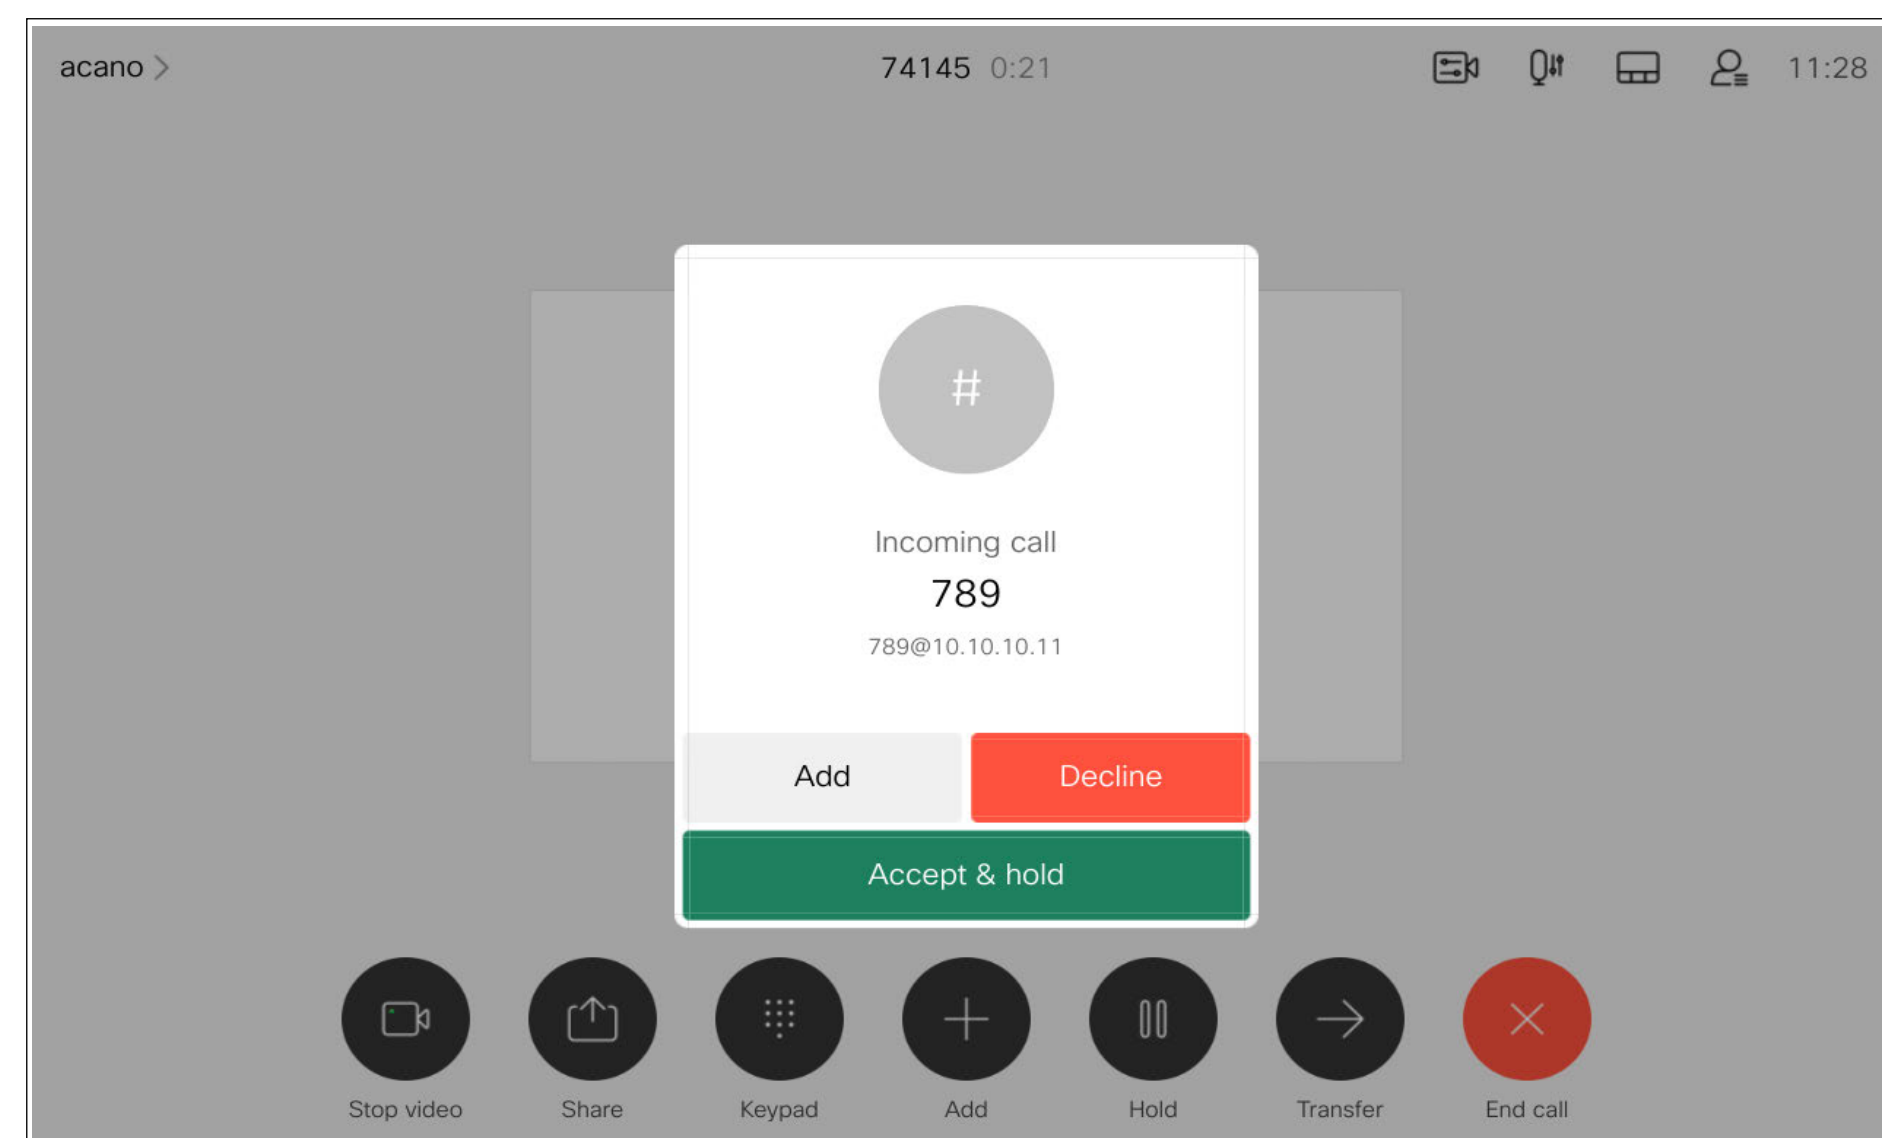 acano
74145 0:21
11:28
#
Incoming call
789
789@10.10.10.11
Add
Decline
Accept & hold
Stop video
Share
Keypad
Add
Hold
Transfer
End call